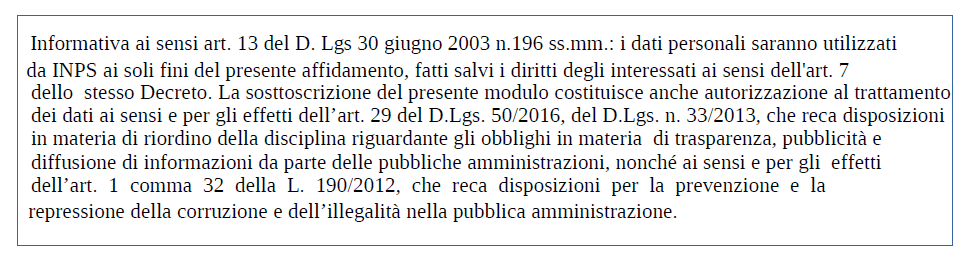 Informativa ai sensi art. 13 del D. Lgs 30 giugno 2003 n.196 ss.mm.: i dati personali saranno utilizzati
da INPS ai soli fini del presente affidamento, fatti salvi i diritti degli interessati ai sensi dell'art. 7
dello stesso Decreto. La sosttoscrizione del presente modulo costituisce anche autorizzazione al trattamento
dei dati ai sensi e per gli effetti dell’art. 29 del D.Lgs. 50/2016, del D.Lgs. n. 33/2013, che reca disposizioni
in materia di riordino della disciplina riguardante gli obblighi in materia di trasparenza, pubblicità e
diffusione di informazioni da parte delle pubbliche amministrazioni, nonché ai sensi e per gli effetti
dell’art. 1 comma 32 della L. 190/2012, che reca disposizioni per la prevenzione e la
repressione della corruzione e dell’illegalità nella pubblica amministrazione.